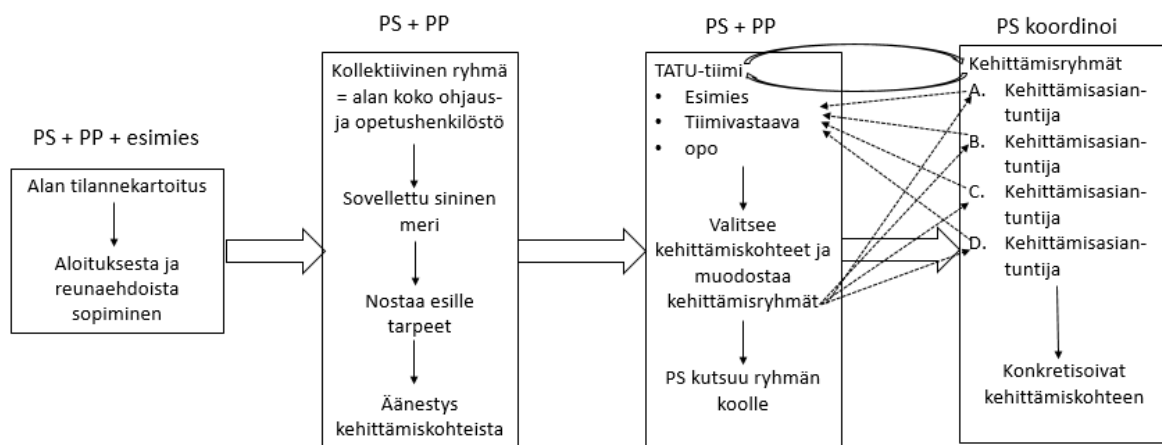 PS + PP + esimies
Alan tilannekartoitus
Aloituksesta ja
reunaehdoista
sopiminen
PS + PP
Kollektiivinen ryhmä
= alan koko ohjaus-
ja opetushenkilöstö
Sovellettu sininen
meri
Nostaa esille
tarpeet
Äänestys
kehittämiskohteista
PS + PP
TATU-tiimi
• Esimies
• Tiimivastaava
• opo
Valitsee
kehittämiskohteet ja
muodostaa
kehittämisryhmät
PS kutsuu ryhmän
koolle
PS koordinoi
Kehittämisryhmät
A. Kehittämisasian-
tuntija
B. Kehittämisasian-
tuntija
C. Kehittämisasian-
tuntija
D. Kehittämisasian-
tuntija
Konkretisoivat
kehittämiskohteen